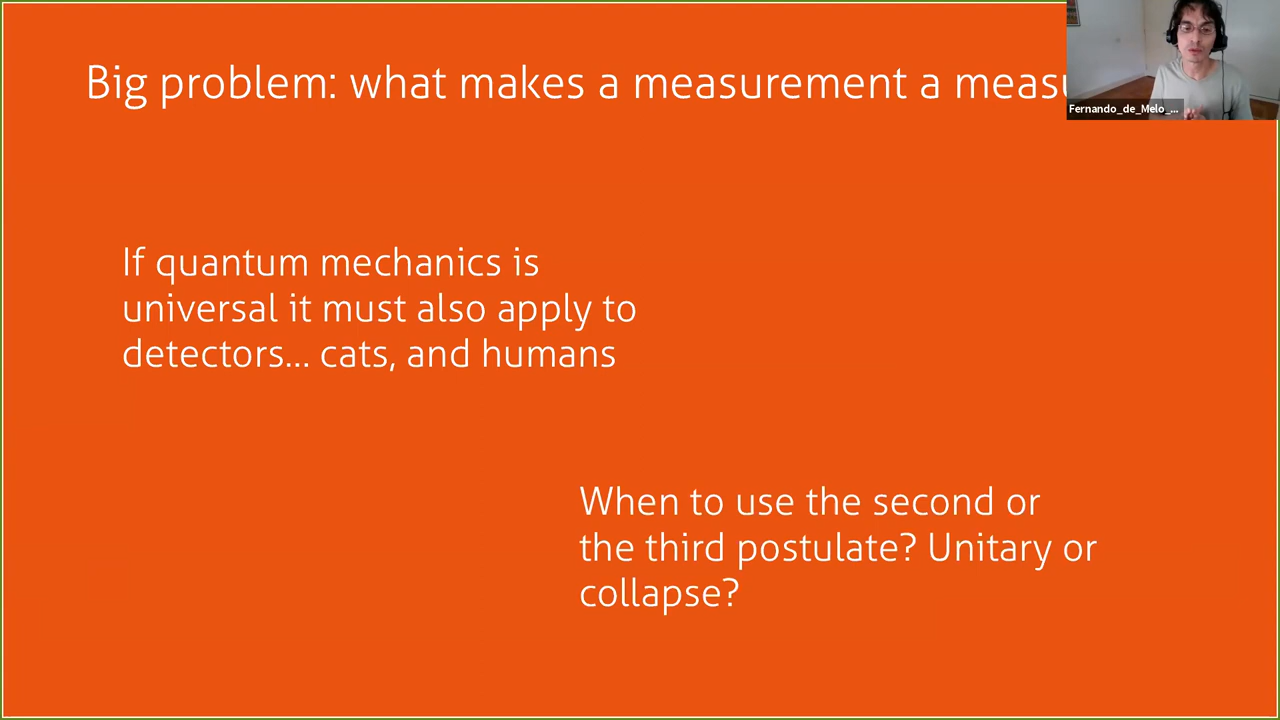 Big problem: what makes a measurement a
Fernando_de_Melo_...
If quantum mechanics is
universal it must also apply to
detectors... cats, and humans
When to use the second or
the third postulate? Unitary or
collapse?